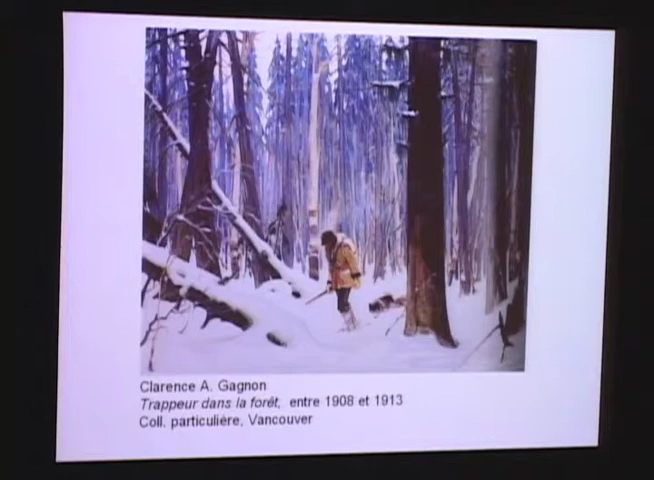 Clarence A. Gagnon
Trappeur dans la forêt, entre 1908 et 1913
Coll. particulière, Vancouver